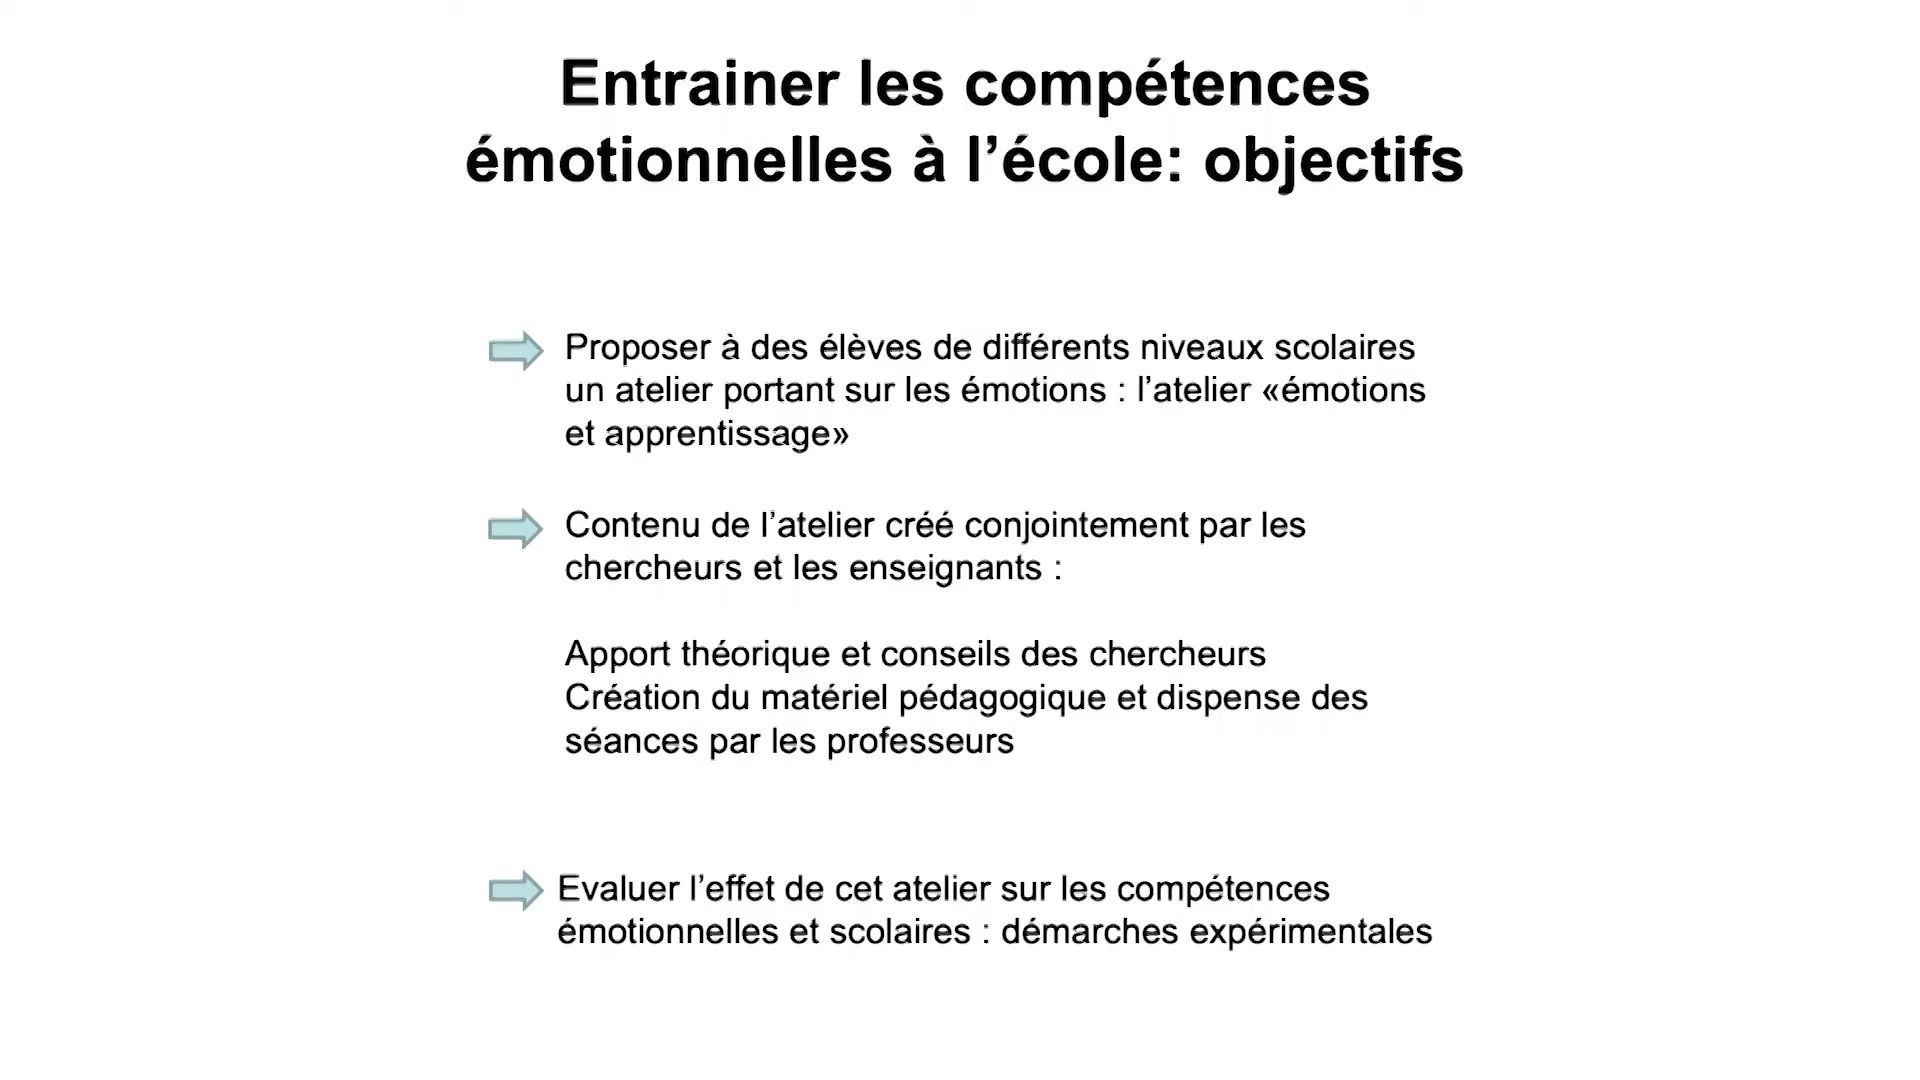 Entrainer les compétences
émotionnelles à l’école: objectifs
Proposer à des élèves de différents niveaux scolaires
un atelier portant sur les émotions : l’atelier «émotions
et apprentissage»
Contenu de l’atelier créé conjointement par les
chercheurs et les enseignants :
Apport théorique et conseils des chercheurs
Création du matériel pédagogique et dispense des
séances par les professeurs
Evaluer l’effet de cet atelier sur les compétences
émotionnelles et scolaires : démarches expérimentales